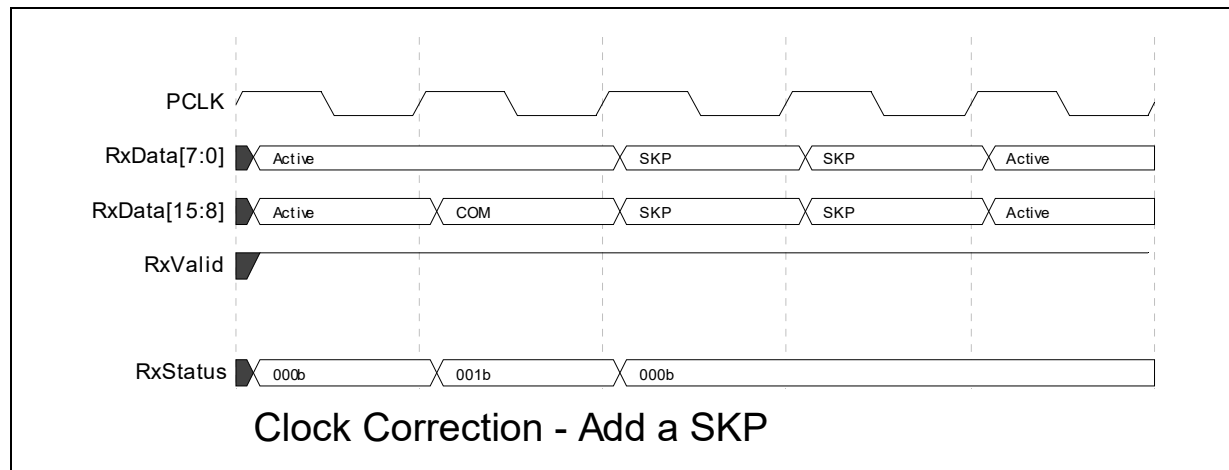 PCLK
RxData[7:0] Active SKP SKP Active
RxData[15:8] Active COM SKP SKP Active
RxValid
RxStatus 000b 001b 000b
Clock Correction - Add a SKP